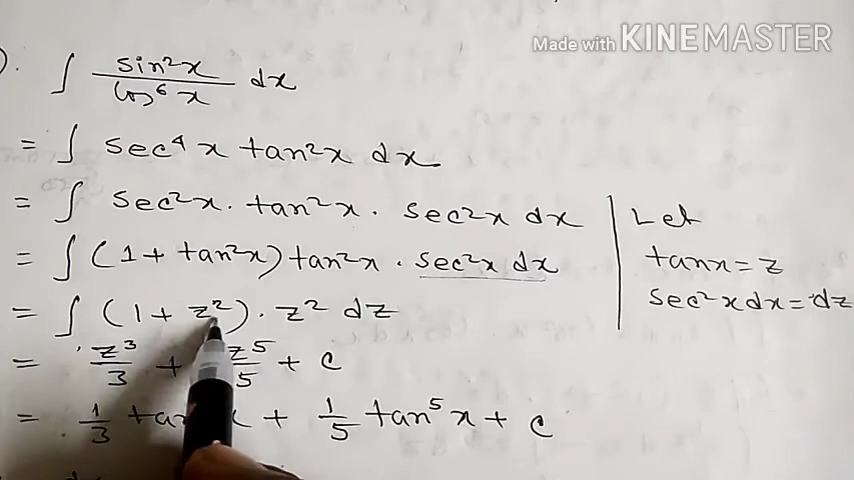 Made with KINEMASTER
). ∫ sin²x / cos⁶x dx
= ∫ sec⁴x tan²x dx
= ∫ sec²x · tan²x · sec²x dx
= ∫ (1 + tan²x) tan²x · sec²x dx
= ∫ (1 + z²) · z² dz
= z³/3 + z⁵/5 + c
= 1/3 tan x + 1/5 tan⁵x + c
Let
tanx = z
sec²x dx = dz